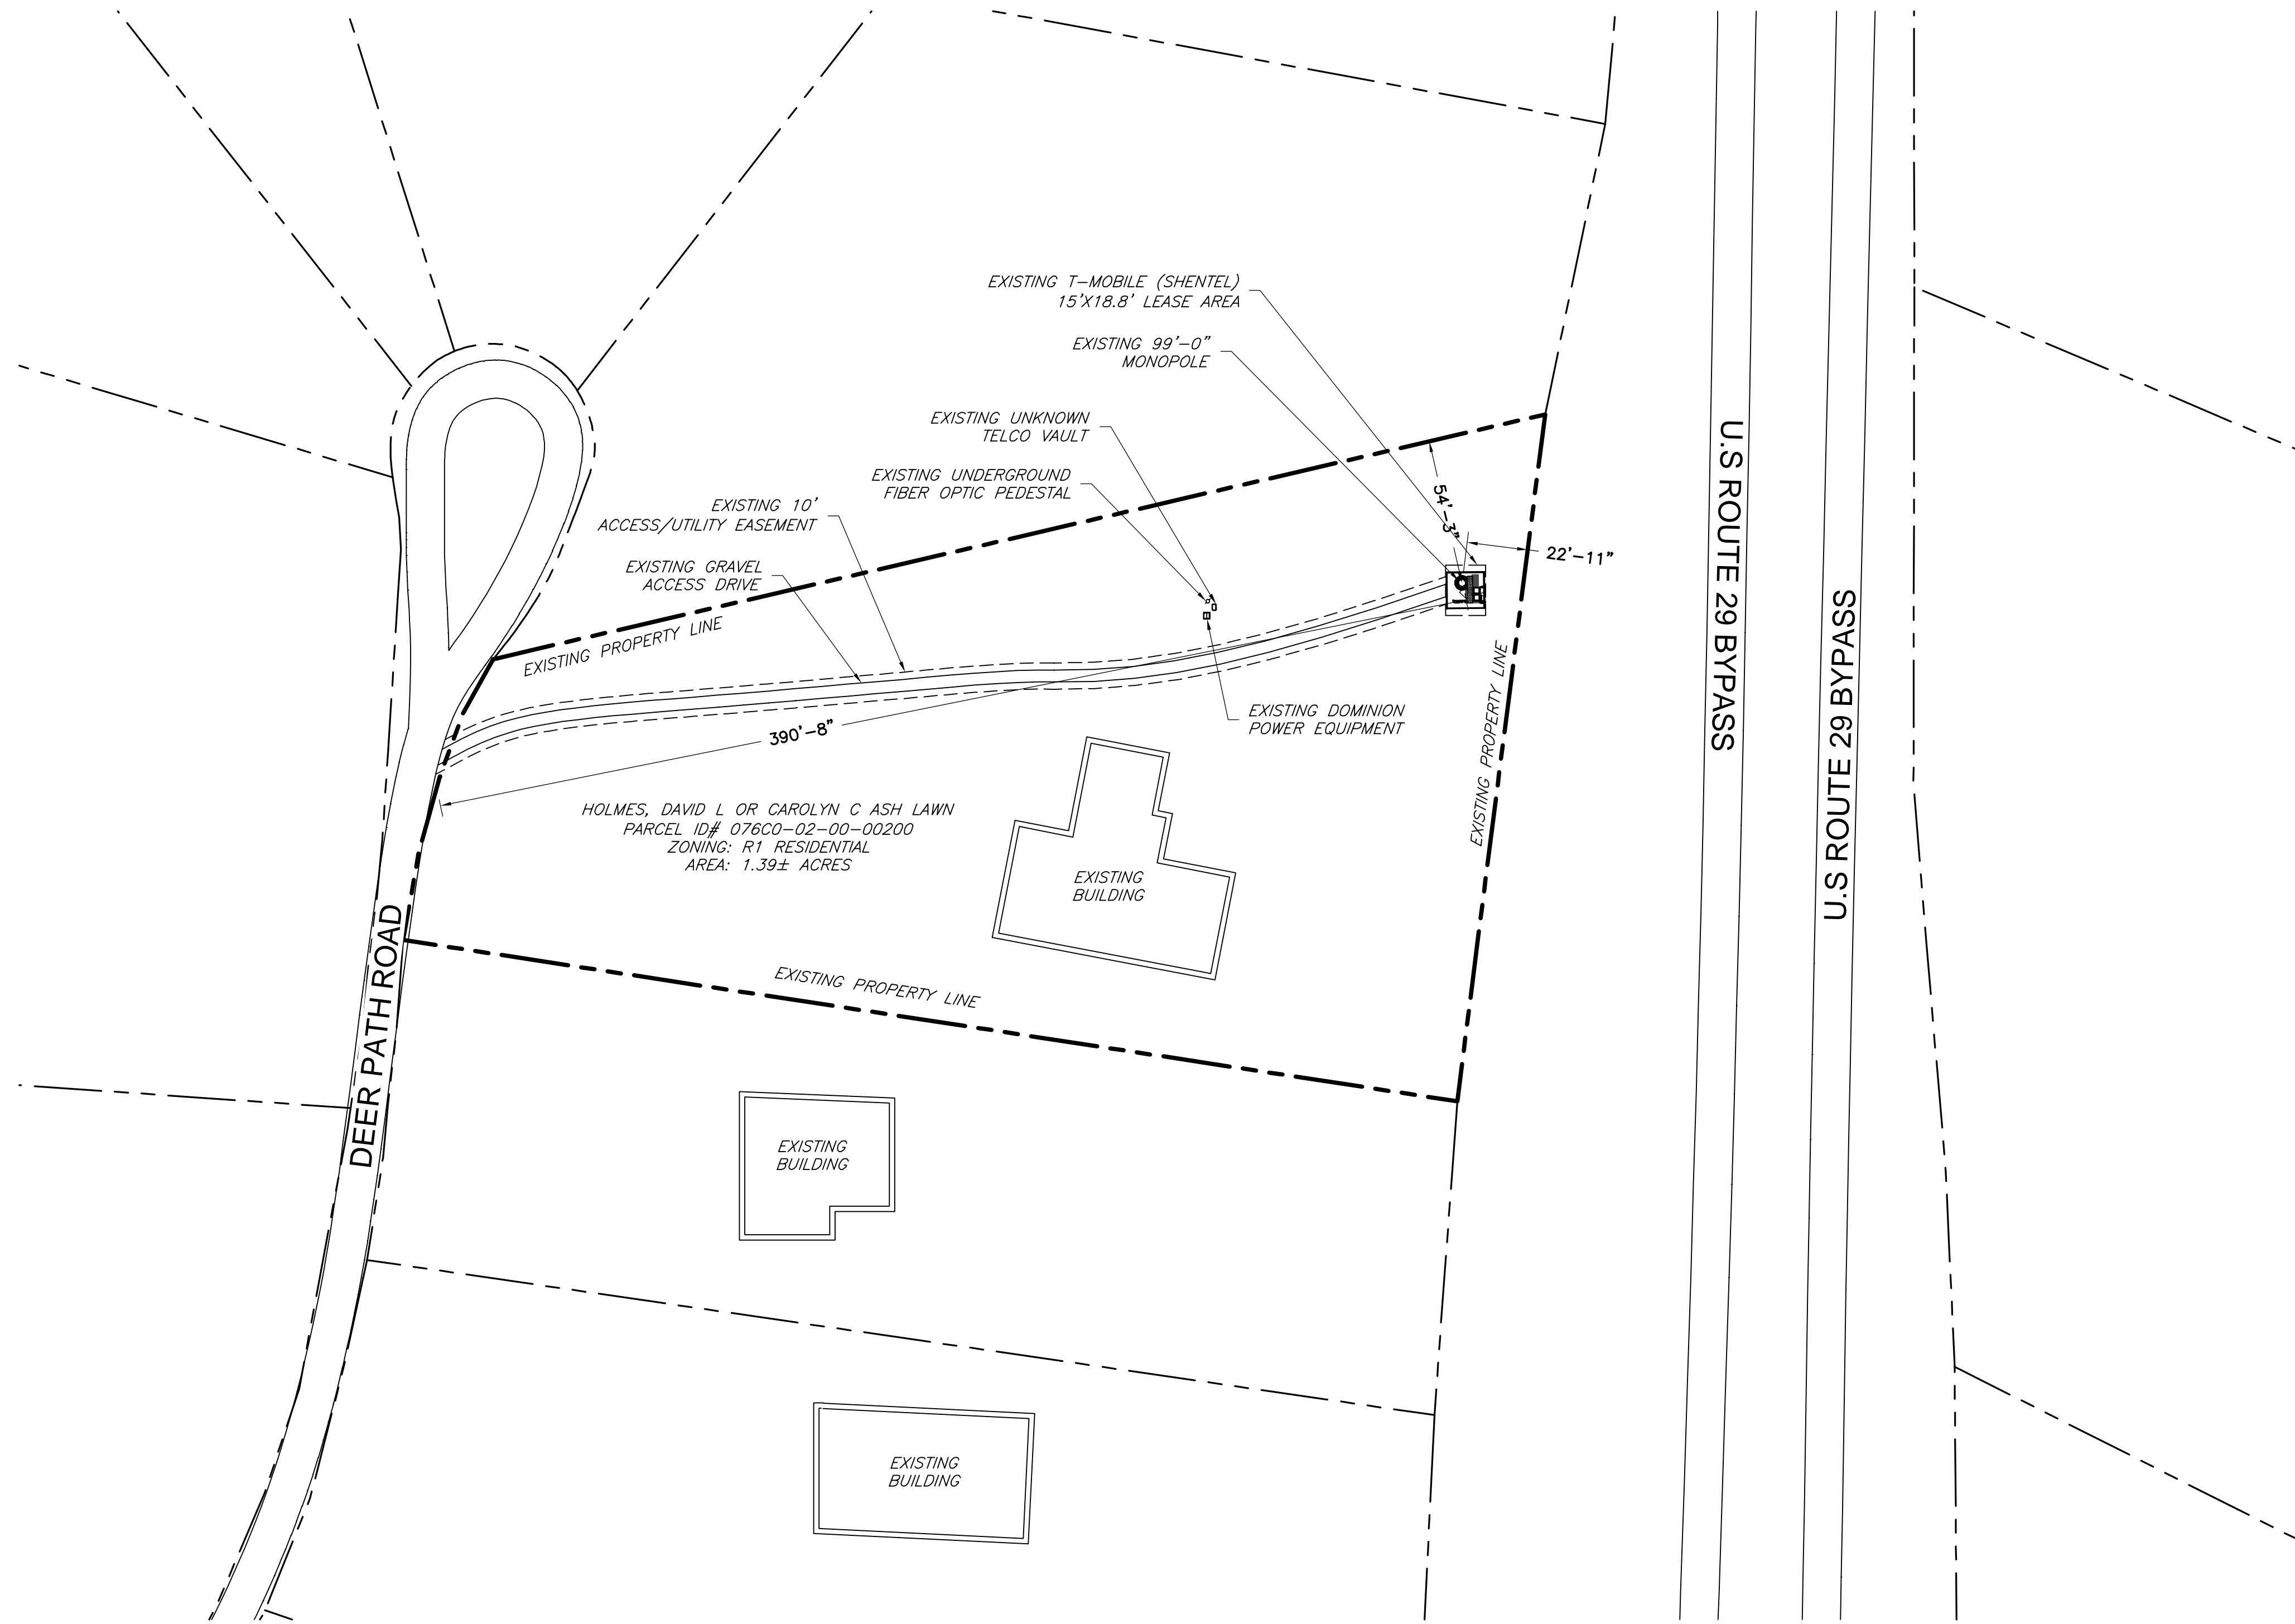 EXISTING T-MOBILE (SHENTEL)
15'X18.8' LEASE AREA
EXISTING 99'-0"
MONOPOLE
EXISTING UNKNOWN
TELCO VAULT
EXISTING UNDERGROUND
FIBER OPTIC PEDESTAL
EXISTING 10'
ACCESS/UTILITY EASEMENT
EXISTING GRAVEL
ACCESS DRIVE
54'-3"
22'-11"
EXISTING PROPERTY LINE
390'-8"
EXISTING DOMINION
POWER EQUIPMENT
EXISTING PROPERTY LINE
HOLMES, DAVID L OR CAROLYN C ASH LAWN
PARCEL ID# 076C0-02-00-00200
ZONING: R1 RESIDENTIAL
AREA: 1.39± ACRES
EXISTING
BUILDING
EXISTING PROPERTY LINE
DEER PATH ROAD
U.S ROUTE 29 BYPASS
U.S ROUTE 29 BYPASS
EXISTING
BUILDING
EXISTING
BUILDING